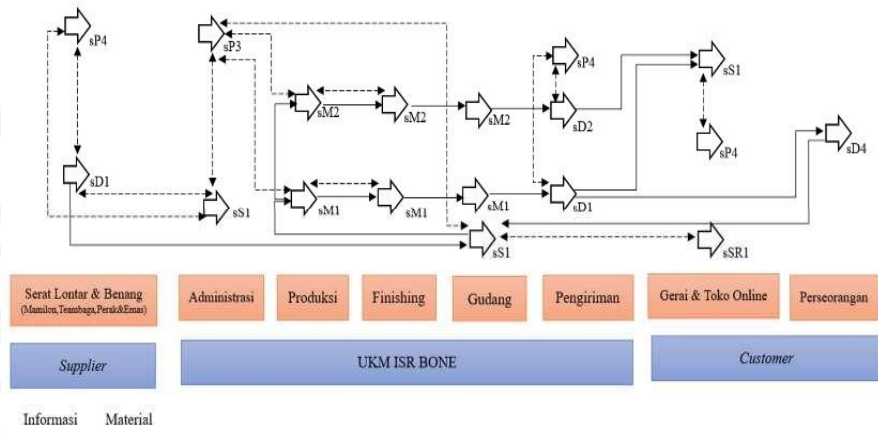 sP4
sP3
sP4
sS1
sM2
sM2
sM2
sD2
sP4
sD4
sD1
sS1
sM1
sM1
sM1
sD1
sS1
sSR1
Serat Lontar & Benang
(Mamilon,Teambaga,Perak&Emas)
Administrasi
Produksi
Finishing
Gudang
Pengiriman
Gerai & Toko Online
Perseorangan
Supplier
UKM ISR BONE
Customer
Informasi Material